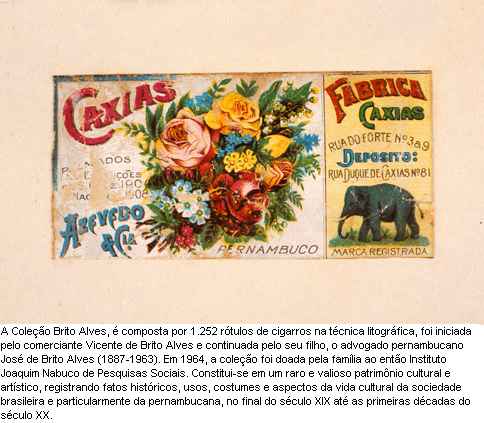 CAXIAS
AZEVEDO
& Cia
PERNAMBUCO
FABRICA
CAXIAS
RUA DO FORTE Nos 3 a 9
DEPOSITO:
RUA DUQUE DE CAXIAS No 81
MARCA REGISTRADA
A Coleção Brito Alves, é composta por 1.252 rótulos de cigarros na técnica litográfica, foi iniciada
pelo comerciante Vicente de Brito Alves e continuada pelo seu filho, o advogado pernambucano
José de Brito Alves (1887-1963). Em 1964, a coleção foi doada pela família ao então Instituto
Joaquim Nabuco de Pesquisas Sociais. Constitui-se em um raro e valioso patrimônio cultural e
artístico, registrando fatos históricos, usos, costumes e aspectos da vida cultural da sociedade
brasileira e particularmente da pernambucana, no final do século XIX até as primeiras décadas do
século XX.